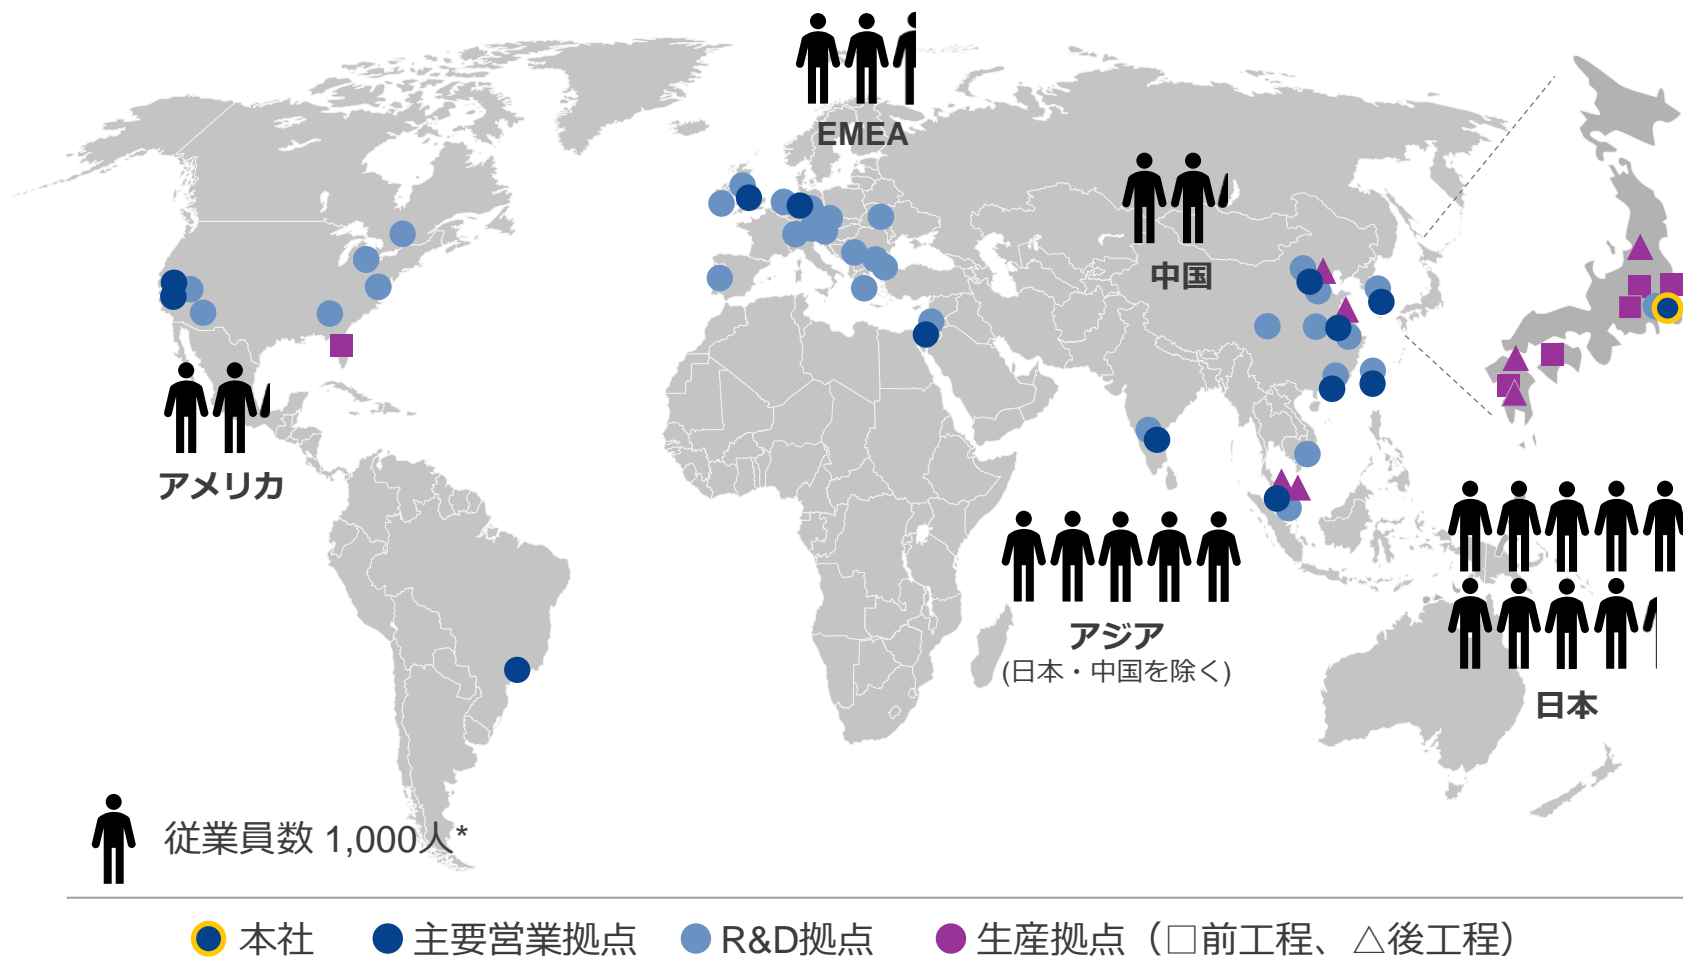 EMEA
中国
アメリカ
アジア
(日本・中国を除く)
日本
従業員数 1,000人*
本社
主要営業拠点
R&D拠点
生産拠点（□前工程、△後工程）